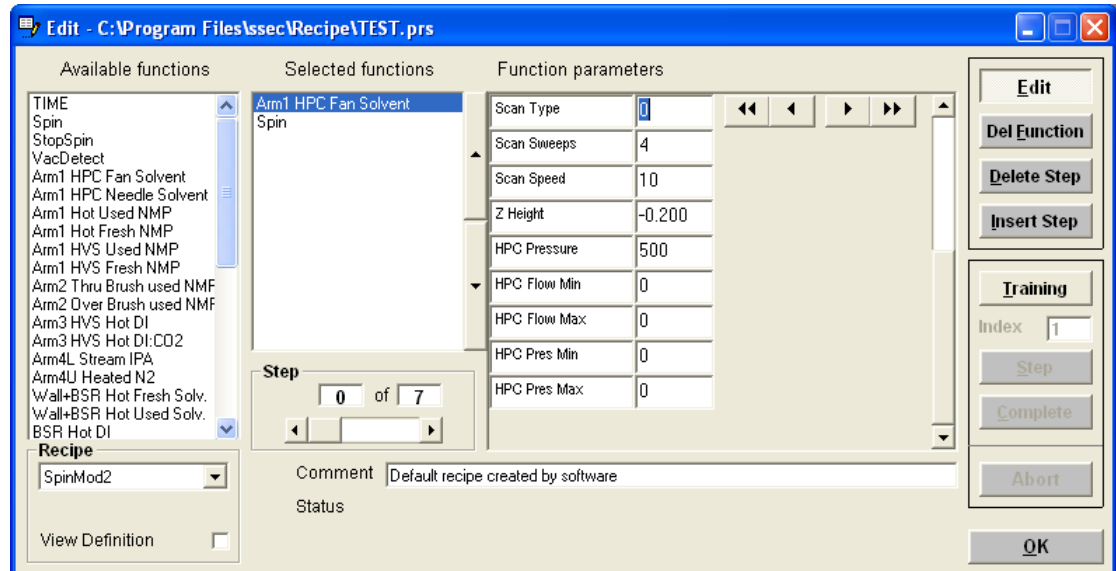 Edit - C:\Program Files\ssec\Recipe\TEST.prs
Available functions
TIME
Spin
StopSpin
VacDetect
Arm1 HPC Fan Solvent
Arm1 HPC Needle Solvent
Arm1 Hot Used NMP
Arm1 Hot Fresh NMP
Arm1 HVS Used NMP
Arm1 HVS Fresh NMP
Arm2 Thru Brush used NMF
Arm2 Over Brush used NMF
Arm3 HVS Hot DI
Arm3 HVS Hot DI:CO2
Arm4L Stream IPA
Arm4U Heated N2
Wall+BSR Hot Fresh Solv.
Wall+BSR Hot Used Solv.
BSR Hot DI
Recipe
SpinMod2
View Definition
Selected functions
Arm1 HPC Fan Solvent
Spin
Step
0 of 7
Function parameters
Scan Type 0
Scan Sweeps 4
Scan Speed 10
Z Height -0.200
HPC Pressure 500
HPC Flow Min 0
HPC Flow Max 0
HPC Pres Min 0
HPC Pres Max 0
Comment Default recipe created by software
Status
Edit
Del Function
Delete Step
Insert Step
Training
Index 1
Step
Complete
Abort
OK